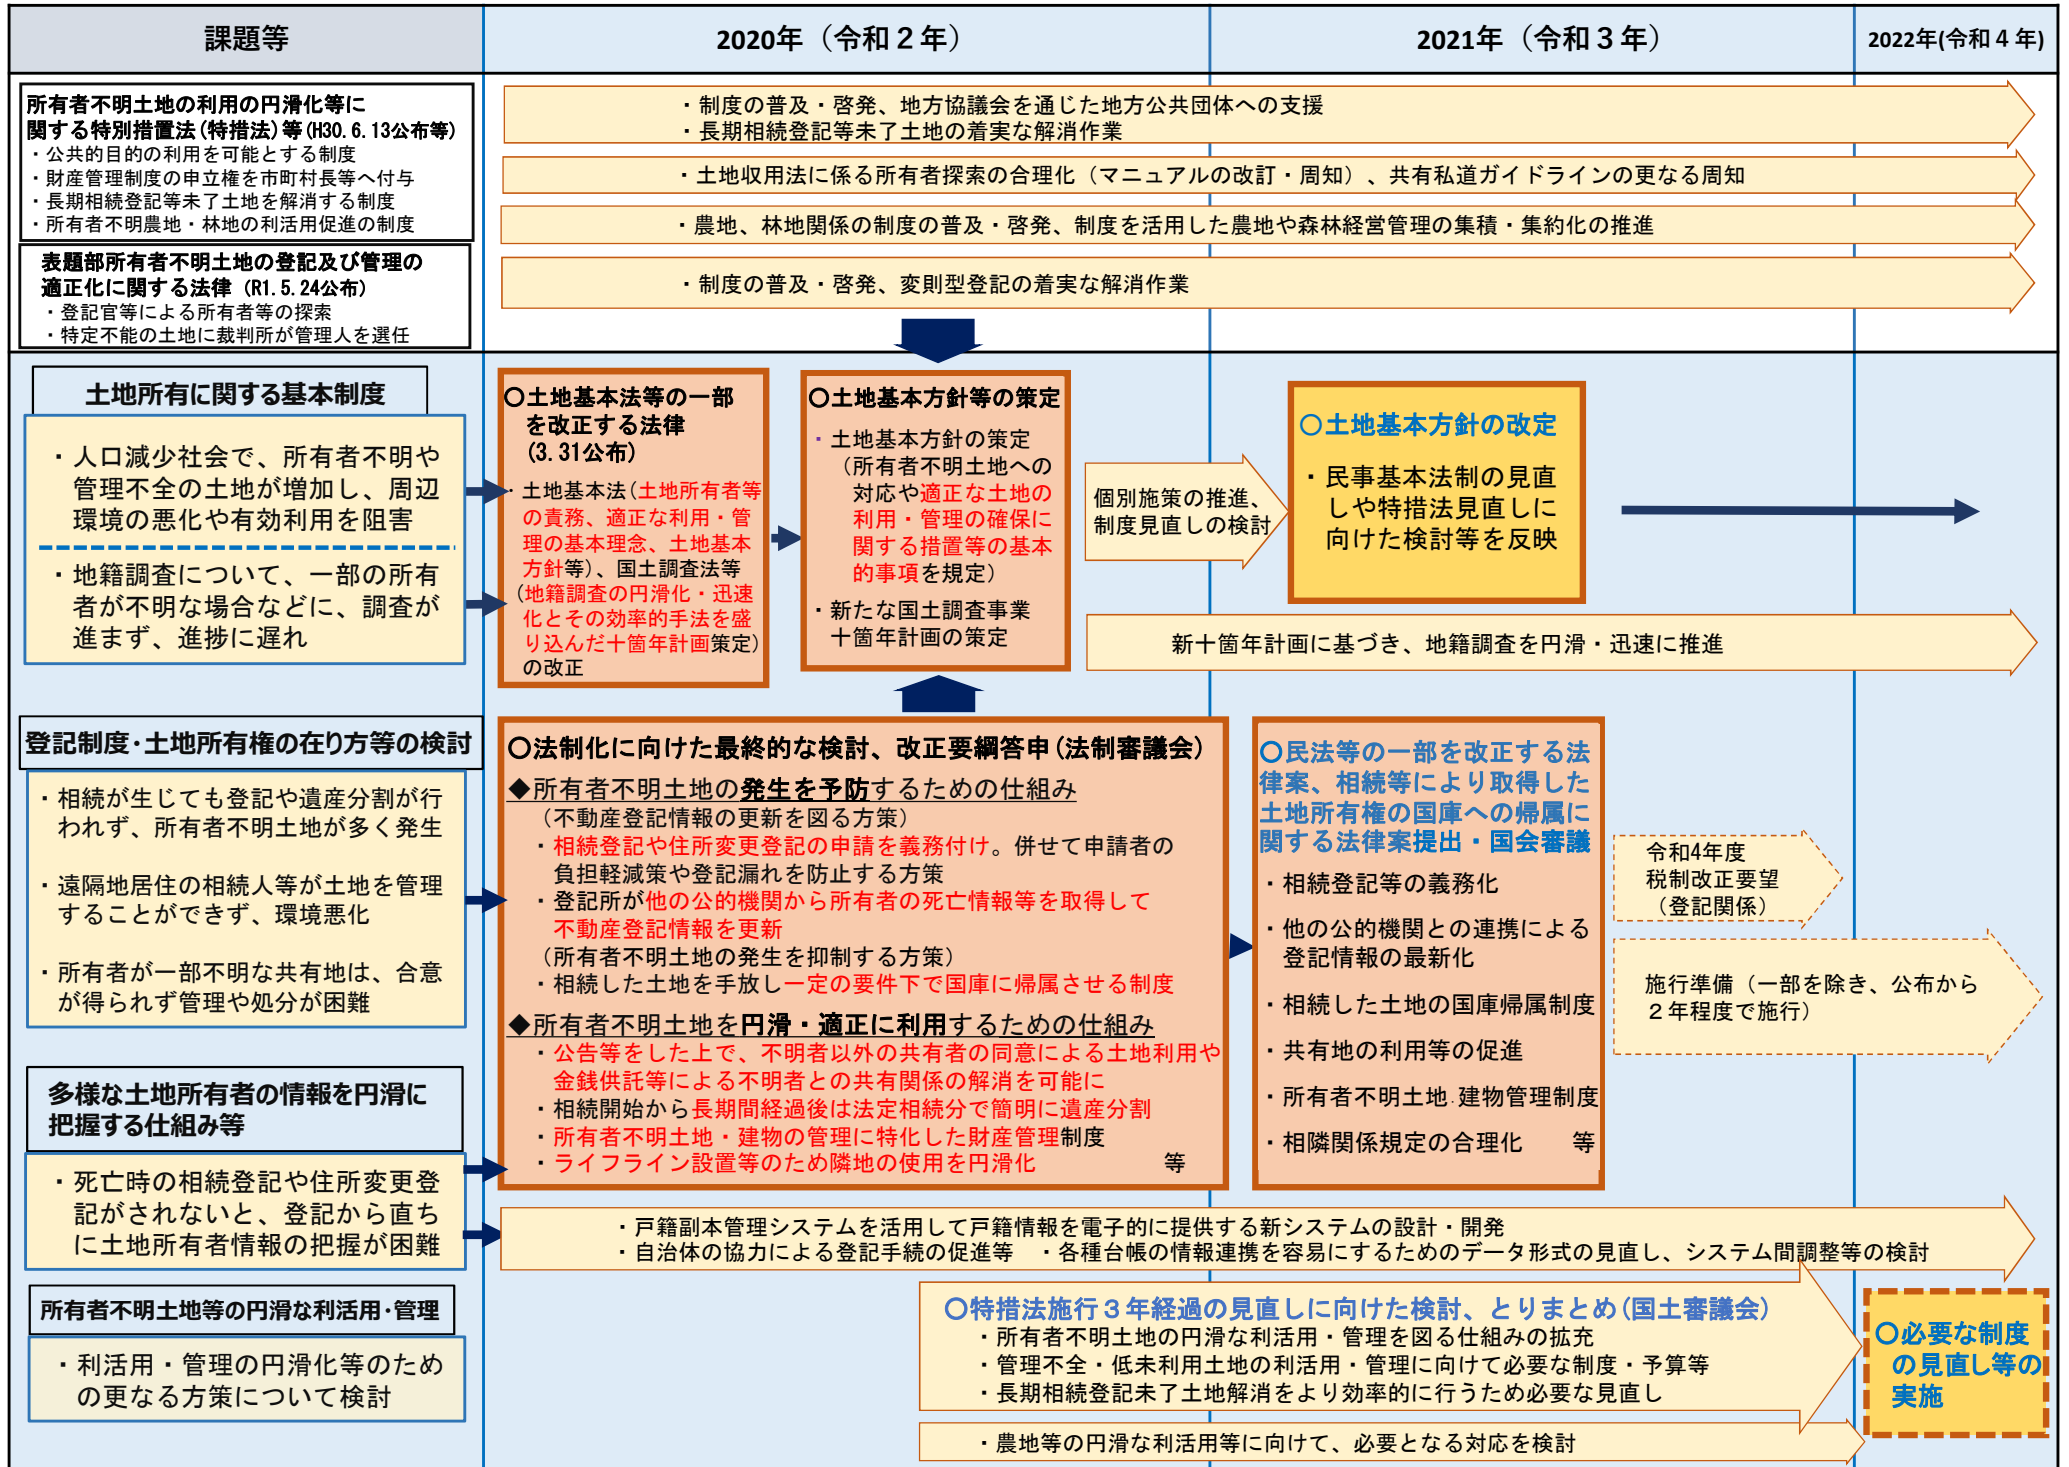 課題等
2020年（令和２年）
2021年（令和３年）
2022年(令和４年)
所有者不明土地の利用の円滑化等に
関する特別措置法(特措法)等(H30.6.13公布等)
・公共的目的の利用を可能とする制度
・財産管理制度の申立権を市町村長等へ付与
・長期相続登記等未了土地を解消する制度
・所有者不明農地・林地の利活用促進の制度
表題部所有者不明土地の登記及び管理の
適正化に関する法律（R1.5.24公布）
・登記官等による所有者等の探索
・特定不能の土地に裁判所が管理人を選任
・制度の普及・啓発、地方協議会を通じた地方公共団体への支援
・長期相続登記等未了土地の着実な解消作業
・土地収用法に係る所有者探索の合理化（マニュアルの改訂・周知）、共有私道ガイドラインの更なる周知
・農地、林地関係の制度の普及・啓発、制度を活用した農地や森林経営管理の集積・集約化の推進
・制度の普及・啓発、変則型登記の着実な解消作業
土地所有に関する基本制度
・人口減少社会で、所有者不明や
管理不全の土地が増加し、周辺
環境の悪化や有効利用を阻害
・地籍調査について、一部の所有
者が不明な場合などに、調査が
進まず、進捗に遅れ
〇土地基本法等の一部
を改正する法律
(3.31公布)
・土地基本法(土地所有者等
の責務、適正な利用・管
理の基本理念、土地基本
方針等)、国土調査法等
(地籍調査の円滑化・迅速
化とその効率的手法を盛
り込んだ十箇年計画策定)
の改正
〇土地基本方針等の策定
・土地基本方針の策定
（所有者不明土地への
対応や適正な土地の
利用・管理の確保に
関する措置等の基本
的事項を規定）
・新たな国土調査事業
十箇年計画の策定
個別施策の推進、
制度見直しの検討
〇土地基本方針の改定
・民事基本法制の見直
しや特措法見直しに
向けた検討等を反映
新十箇年計画に基づき、地籍調査を円滑・迅速に推進
登記制度･土地所有権の在り方等の検討
・相続が生じても登記や遺産分割が行
われず、所有者不明土地が多く発生
・遠隔地居住の相続人等が土地を管理
することができず、環境悪化
・所有者が一部不明な共有地は、合意
が得られず管理や処分が困難
〇法制化に向けた最終的な検討、改正要綱答申(法制審議会)
◆所有者不明土地の発生を予防するための仕組み
（不動産登記情報の更新を図る方策）
・相続登記や住所変更登記の申請を義務付け。併せて申請者の
負担軽減策や登記漏れを防止する方策
・登記所が他の公的機関から所有者の死亡情報等を取得して
不動産登記情報を更新
（所有者不明土地の発生を抑制する方策）
・相続した土地を手放し一定の要件下で国庫に帰属させる制度
◆所有者不明土地を円滑・適正に利用するための仕組み
・公告等をした上で、不明者以外の共有者の同意による土地利用や
金銭供託等による不明者との共有関係の解消を可能に
・相続開始から長期間経過後は法定相続分で簡明に遺産分割
・所有者不明土地・建物の管理に特化した財産管理制度
・ライフライン設置等のため隣地の使用を円滑化　等
〇民法等の一部を改正する法
律案、相続等により取得した
土地所有権の国庫への帰属に
関する法律案提出・国会審議
・相続登記等の義務化
・他の公的機関との連携による
登記情報の最新化
・相続した土地の国庫帰属制度
・共有地の利用等の促進
・所有者不明土地・建物管理制度
・相隣関係規定の合理化　等
令和4年度
税制改正要望
（登記関係）
施行準備（一部を除き、公布から
２年程度で施行）
多様な土地所有者の情報を円滑に
把握する仕組み等
・死亡時の相続登記や住所変更登
記がされないと、登記から直ち
に土地所有者情報の把握が困難
・戸籍副本管理システムを活用して戸籍情報を電子的に提供する新システムの設計・開発
・自治体の協力による登記手続の促進等　・各種台帳の情報連携を容易にするためのデータ形式の見直し、システム間調整等の検討
所有者不明土地等の円滑な利活用･管理
・利活用・管理の円滑化等のため
の更なる方策について検討
〇特措法施行３年経過の見直しに向けた検討、とりまとめ(国土審議会)
・所有者不明土地の円滑な利活用・管理を図る仕組みの拡充
・管理不全・低未利用土地の利活用・管理に向けて必要な制度・予算等
・長期相続登記未了土地解消をより効率的に行うため必要な見直し
・農地等の円滑な利活用等に向けて、必要となる対応を検討
〇必要な制度
の見直し等の
実施